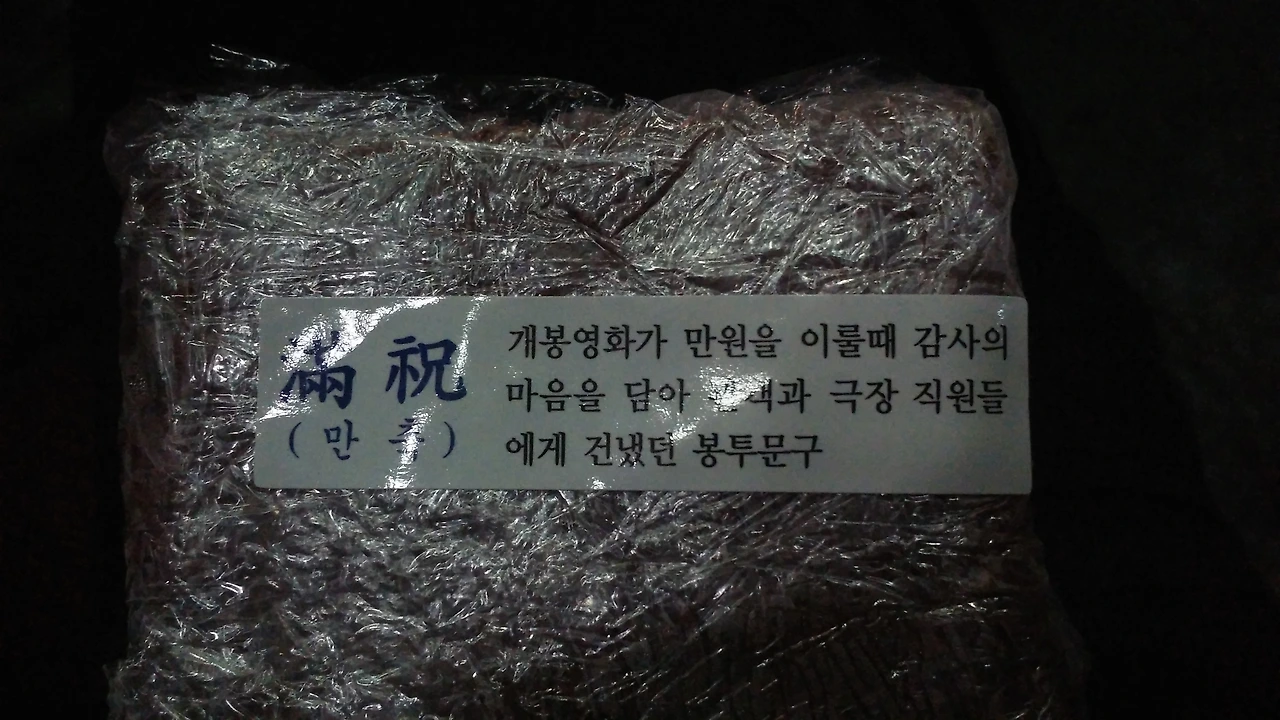 滿祝
(만축)
개봉영화가 만원을 이룰때 감사의
마음을 담아 극장 직원들
에게 건냈던 봉투문구